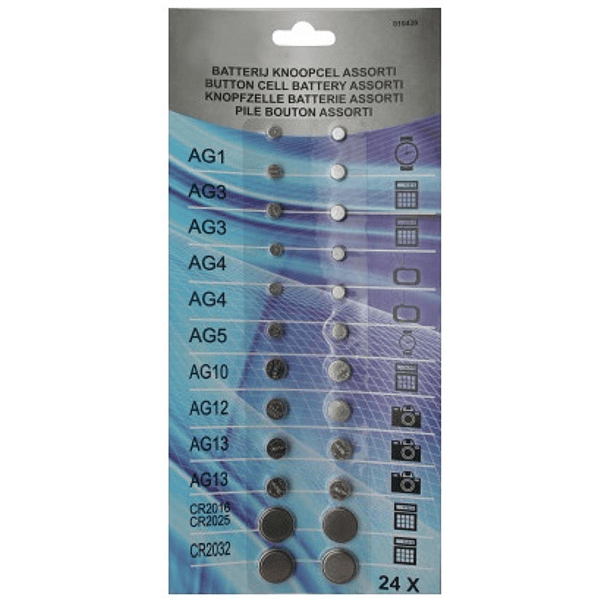 010439
BATTERIJ KNOOPCEL ASSORTI
BUTTON CELL BATTERY ASSORTI
KNOPFZELLE BATTERIE ASSORTI
PILE BOUTON ASSORTI
AG1
AG3
AG3
AG4
AG4
AG5
AG10
AG12
AG13
AG13
CR2016
CR2025
CR2032
24 X